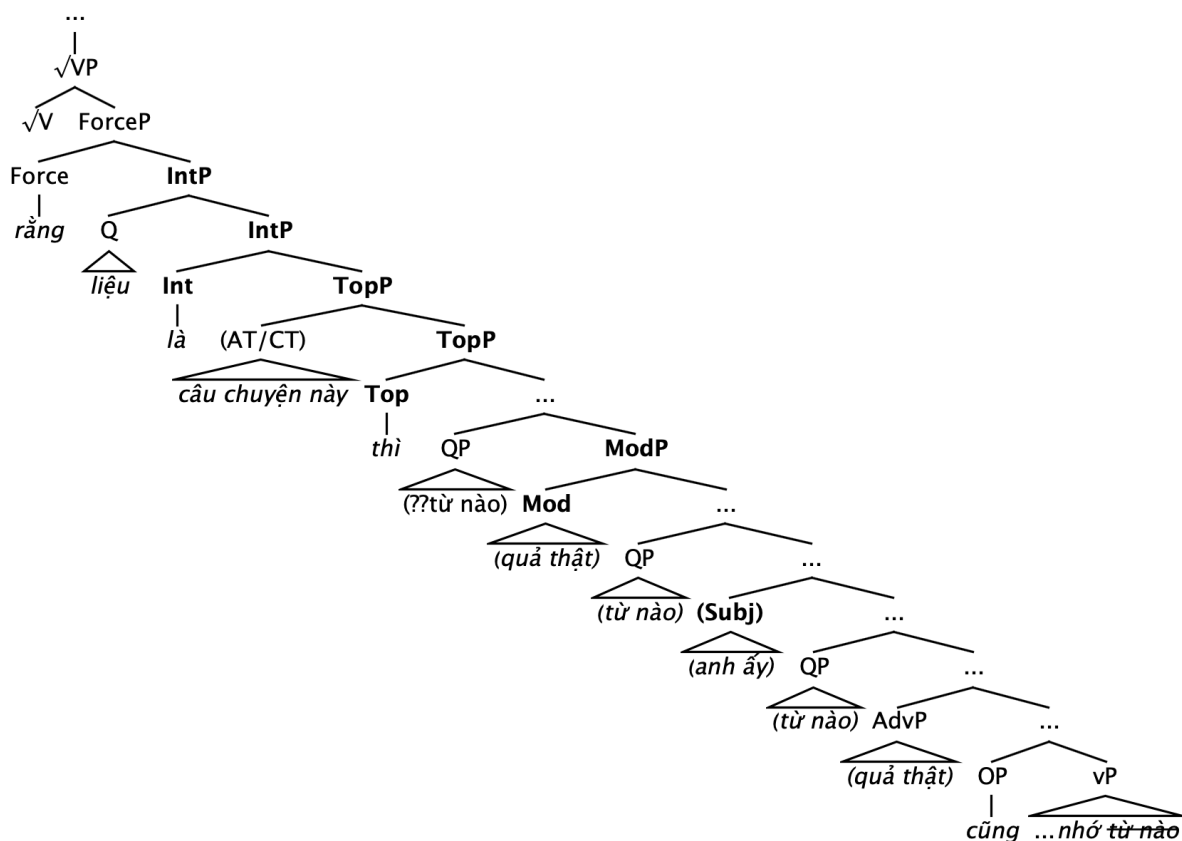 ...
√VP
√V ForceP
Force IntP
rằng Q IntP
liệu Int TopP
là (AT/CT) TopP
câu chuyện này Top ...
thì QP ModP
(??từ nào) Mod ...
(quả thật) QP ...
(từ nào) (Subj) ...
(anh ấy) QP ...
(từ nào) AdvP ...
(quả thật) OP vP
cũng ...nhớ từ nào